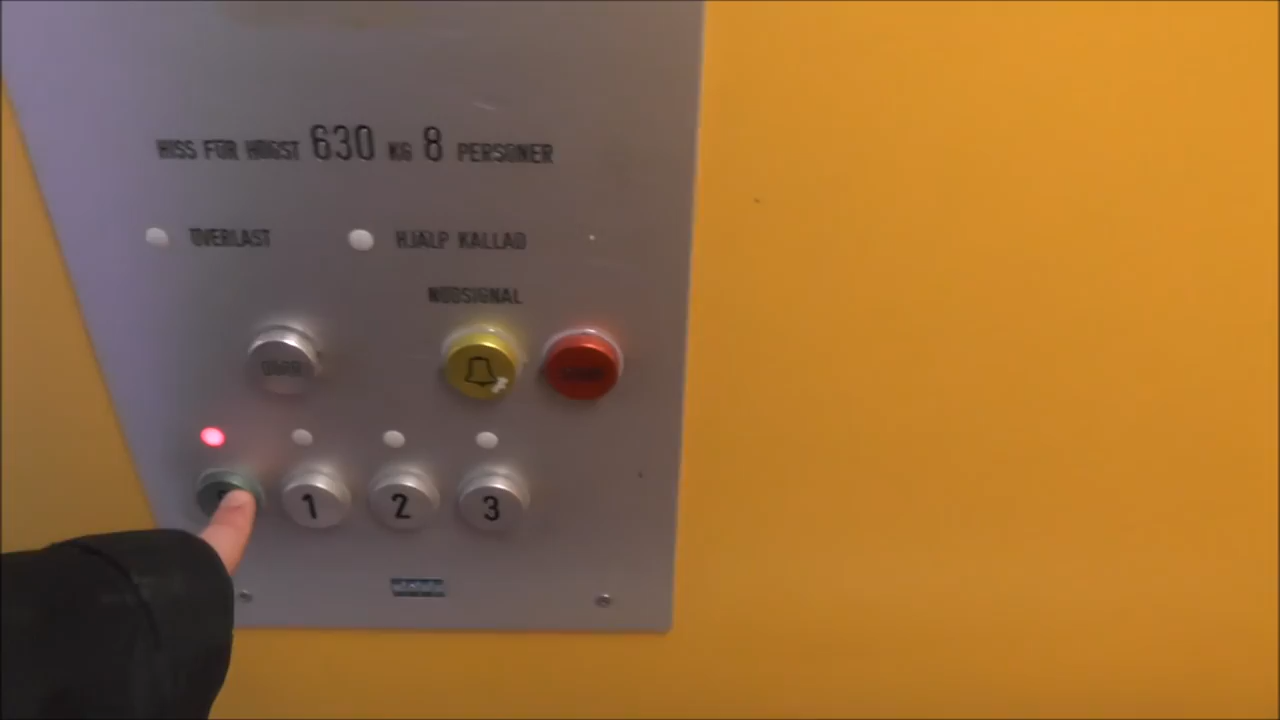 HISS FÖR HÖGST 630 KG 8 PERSONER
ÖVERLAST HJÄLP KALLAD
NÖDSIGNAL
1 2 3